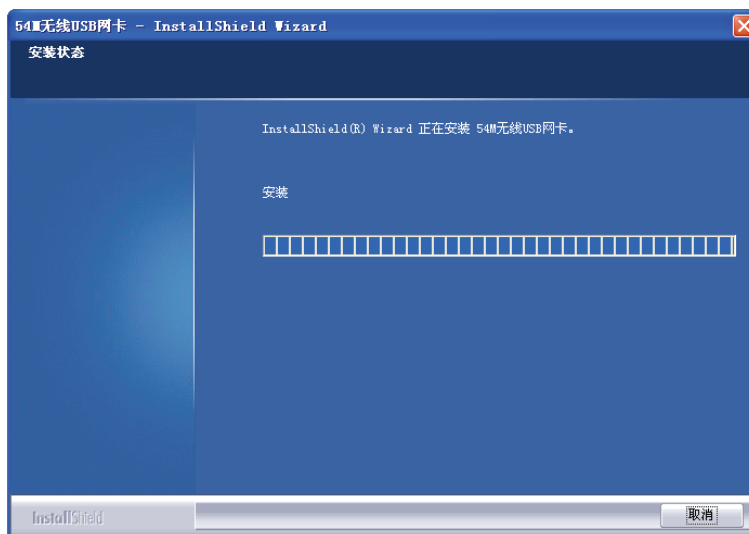 54M无线USB网卡 - InstallShield Wizard
安装状态
InstallShield(R) Wizard 正在安装 54M无线USB网卡。
安装
InstallShield
取消